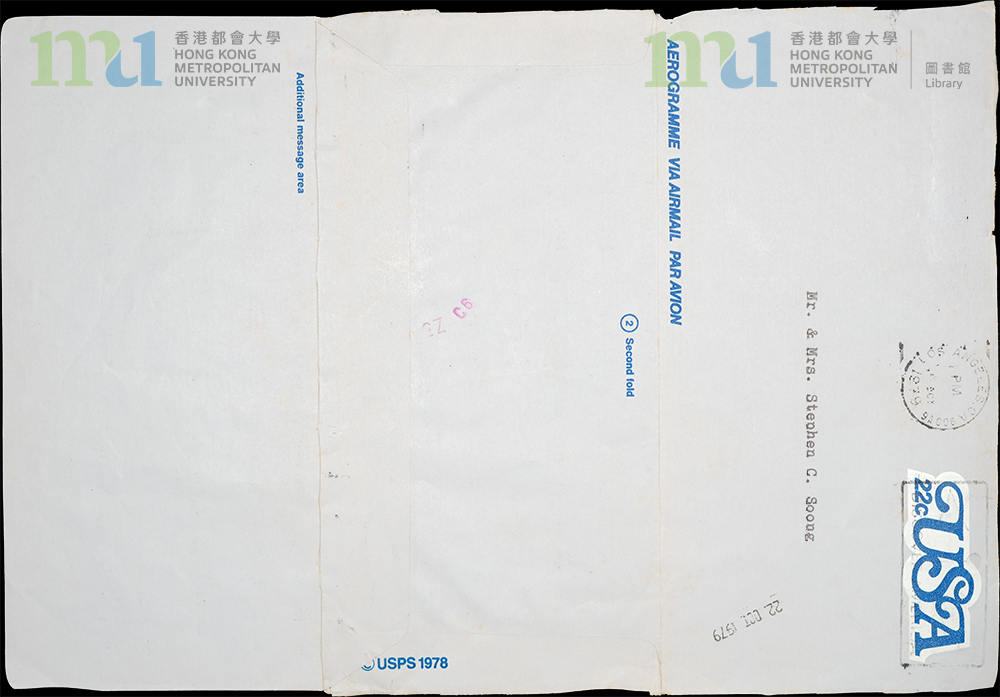 香港都會大學
HONG KONG
METROPOLITAN
UNIVERSITY
香港都會大學
HONG KONG
METROPOLITAN
UNIVERSITY
圖書館
Library
Additional message area
AEROGRAMME VIA AIRMAIL PAR AVION
2 Second fold
Mr. & Mrs. Stephen C. Soong
LOS ANGELES, CA
PM
OCT
USA
22c
22 OCT 1979
© USPS 1978